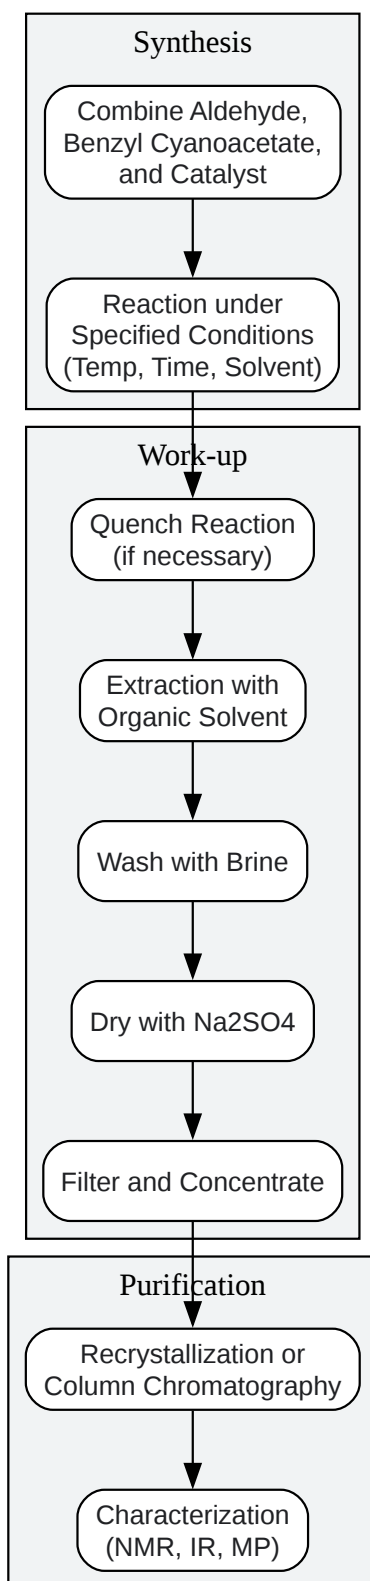 Synthesis
Combine Aldehyde,
Benzyl Cyanoacetate,
and Catalyst
Reaction under
Specified Conditions
(Temp, Time, Solvent)
Work-up
Quench Reaction
(if necessary)
Extraction with
Organic Solvent
Wash with Brine
Dry with Na2SO4
Filter and Concentrate
Purification
Recrystallization or
Column Chromatography
Characterization
(NMR, IR, MP)